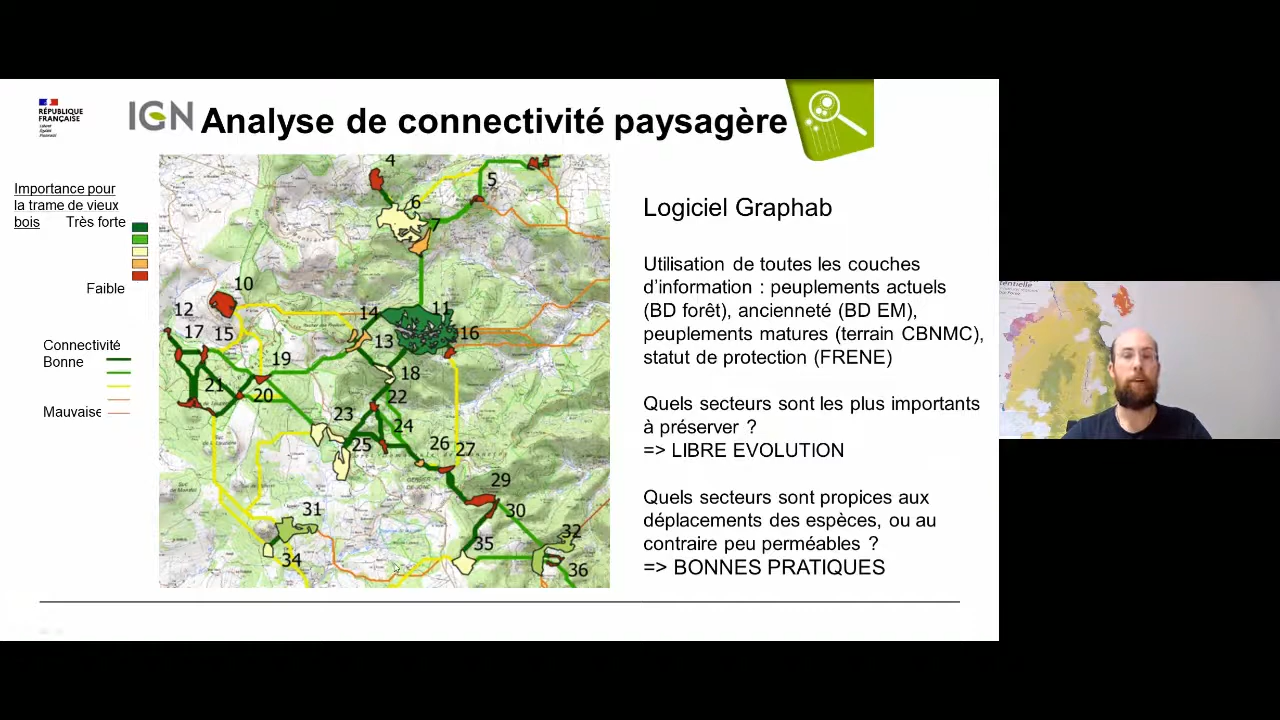 RÉPUBLIQUE
FRANÇAISE
Liberté
Égalité
Fraternité
IGN
Analyse de connectivité paysagère
Importance pour
la trame de vieux
bois
Très forte
Faible
Connectivité
Bonne
Mauvaise
4
5
6
7
10
11
12
13
14
15
16
17
18
19
20
21
22
23
24
25
26
27
29
30
31
32
34
35
36
Logiciel Graphab
Utilisation de toutes les couches
d’information : peuplements actuels
(BD forêt), ancienneté (BD EM),
peuplements matures (terrain CBNMC),
statut de protection (FRENE)
Quels secteurs sont les plus importants
à préserver ?
=> LIBRE EVOLUTION
Quels secteurs sont propices aux
déplacements des espèces, ou au
contraire peu perméables ?
=> BONNES PRATIQUES